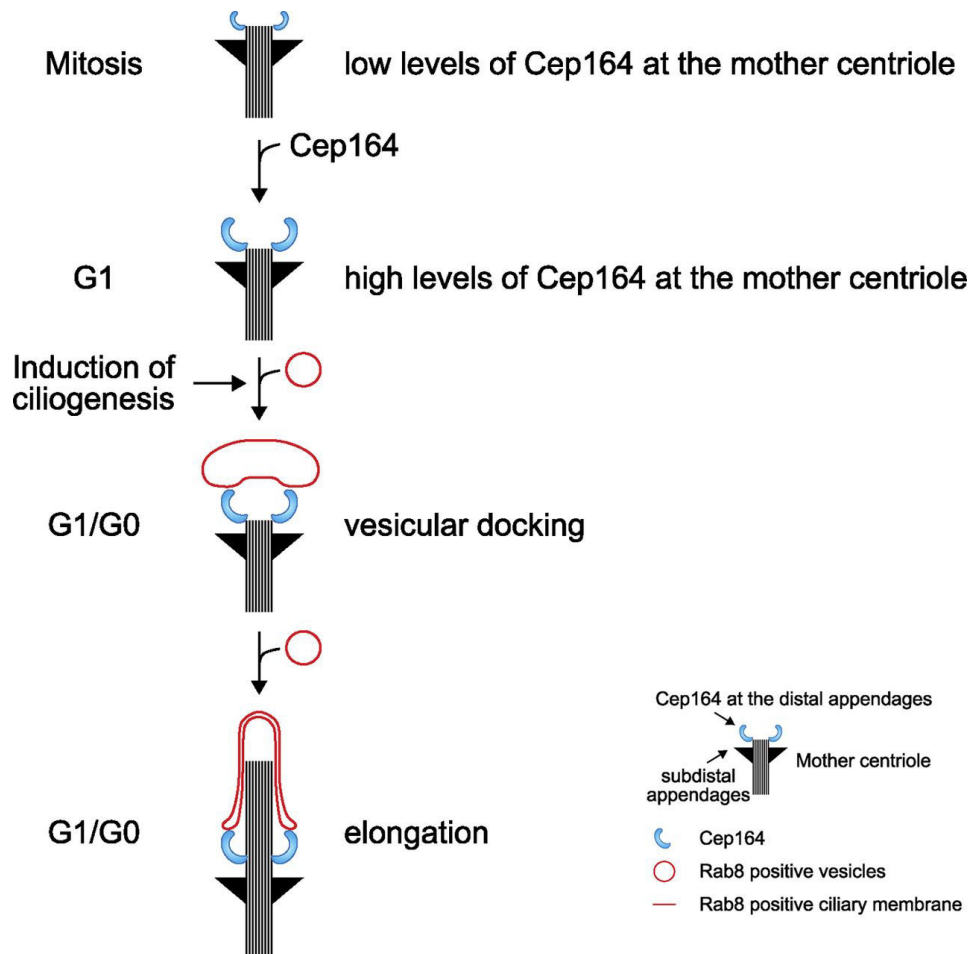 Mitosis
low levels of Cep164 at the mother centriole
Cep164
G1
high levels of Cep164 at the mother centriole
Induction of
ciliogenesis
G1/G0
vesicular docking
G1/G0
elongation
Cep164 at the distal appendages
Mother centriole
subdistal
appendages
Cep164
Rab8 positive vesicles
Rab8 positive ciliary membrane